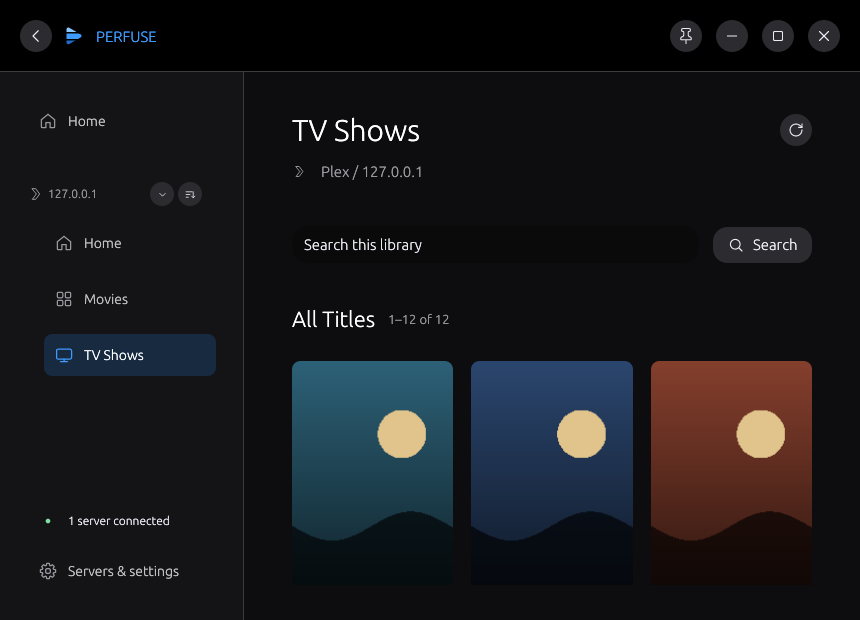 PERFUSE
Home
127.0.0.1
Home
Movies
TV Shows
1 server connected
Servers & settings
TV Shows
Plex / 127.0.0.1
Search this library
Search
All Titles
1–12 of 12